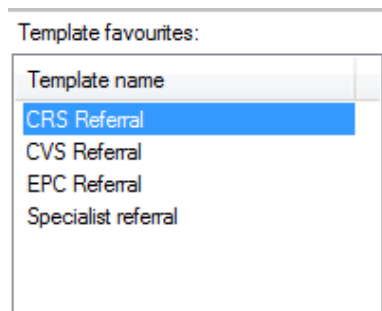 Template favourites:
Template name
CRS Referral
CVS Referral
EPC Referral
Specialist referral